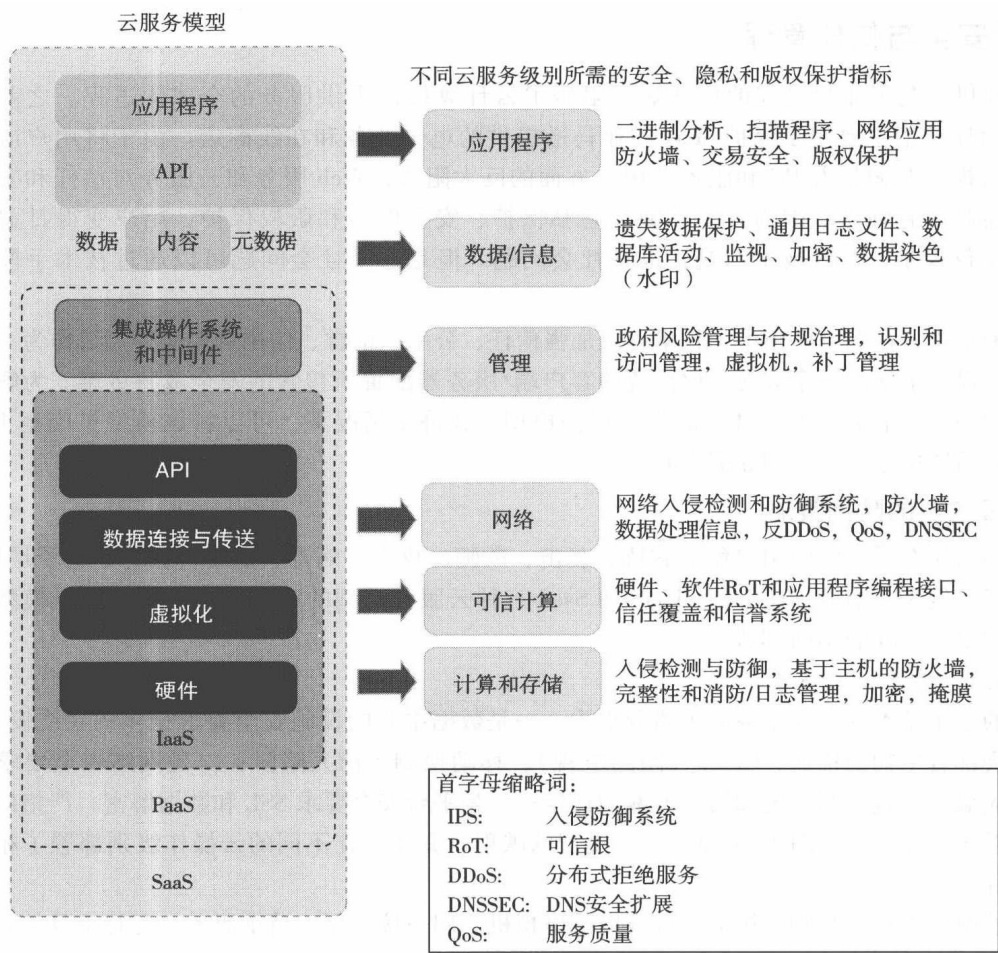 云服务模型
应用程序
API
数据 内容 元数据
集成操作系统
和中间件
API
数据连接与传送
虚拟化
硬件
IaaS
PaaS
SaaS
不同云服务级别所需的安全、隐私和版权保护指标
应用程序
二进制分析、扫描程序、网络应用
防火墙、交易安全、版权保护
数据/信息
遗失数据保护、通用日志文件、数
据库活动、监视、加密、数据染色
（水印）
管理
政府风险管理与合规治理，识别和
访问管理，虚拟机，补丁管理
网络
网络入侵检测和防御系统，防火墙，
数据处理信息，反DDoS，QoS，DNSSEC
可信计算
硬件、软件RoT和应用程序编程接口、
信任覆盖和信誉系统
计算和存储
入侵检测与防御，基于主机的防火墙，
完整性和消防/日志管理，加密，掩膜
首字母缩略词：
IPS: 入侵防御系统
RoT: 可信根
DDoS: 分布式拒绝服务
DNSSEC: DNS安全扩展
QoS: 服务质量